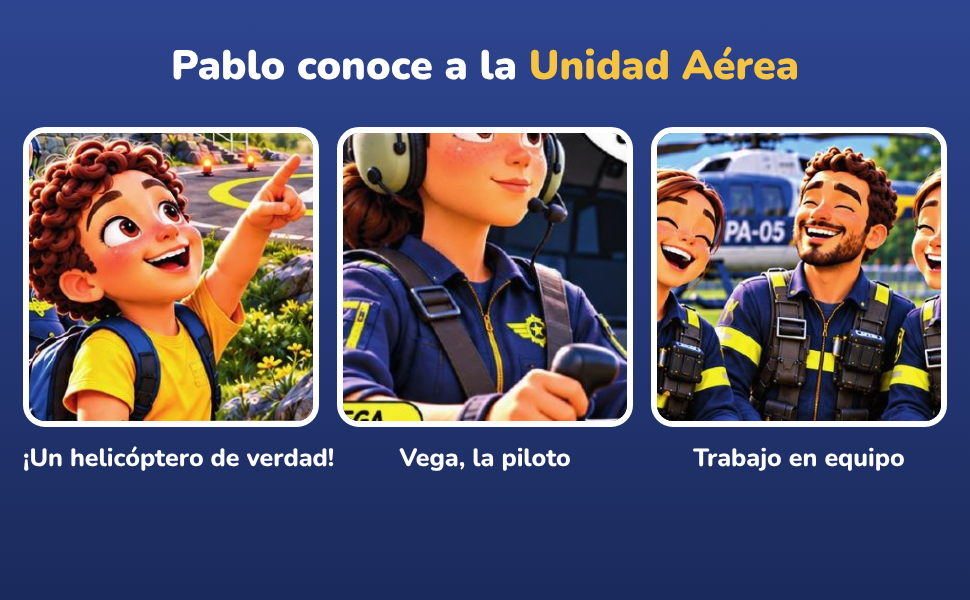 Pablo conoce a la Unidad Aérea
PA-05
¡Un helicóptero de verdad!
Vega, la piloto
Trabajo en equipo